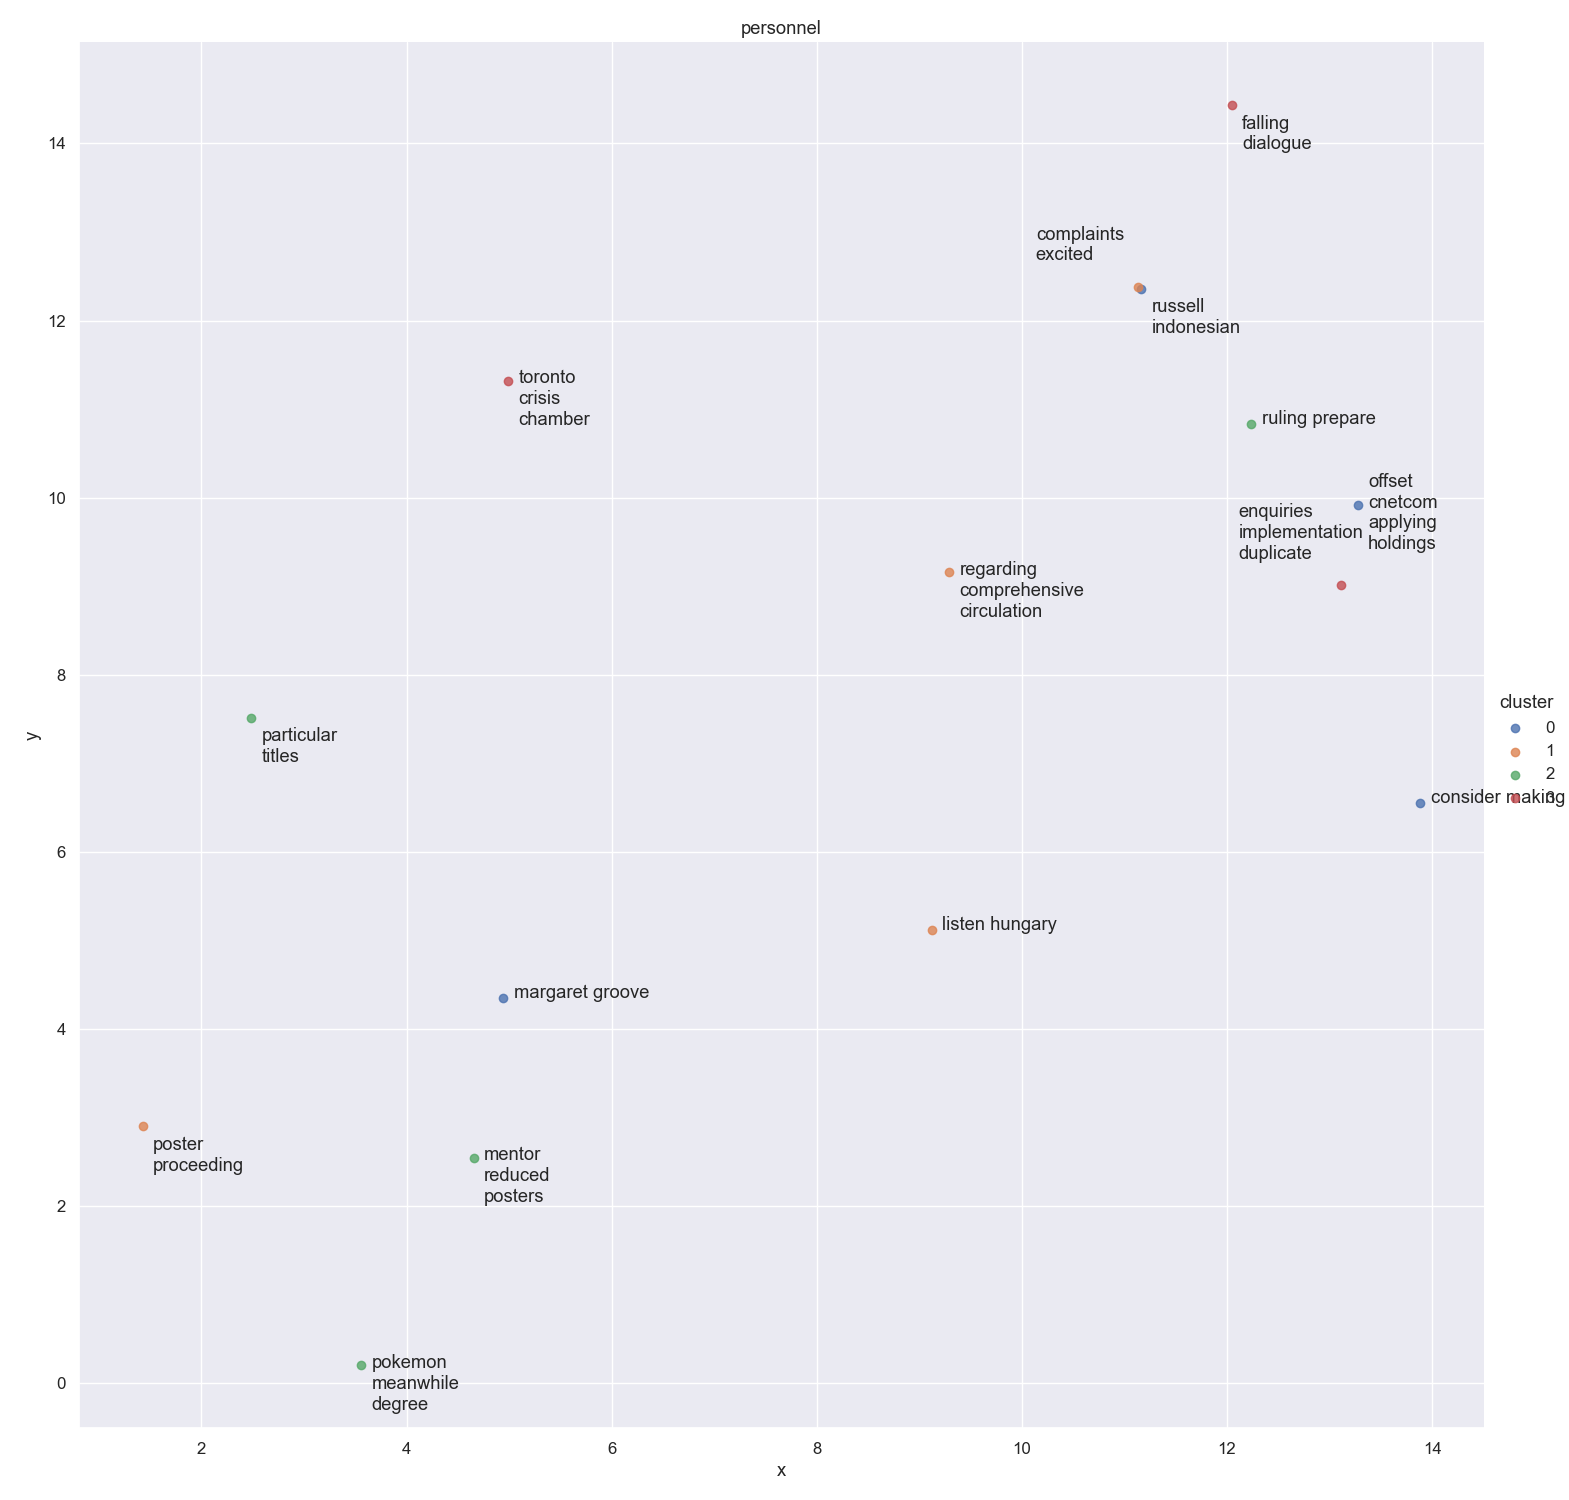 personnel
falling
dialogue
complaints
excited
russell
indonesian
toronto
crisis
chamber
ruling prepare
offset
cnetcom
applying
holdings
enquiries
implementation
duplicate
regarding
comprehensive
circulation
particular
titles
consider making
listen hungary
margaret groove
poster
proceeding
mentor
reduced
posters
pokemon
meanwhile
degree
cluster
0
1
2
3
14
12
10
8
6
4
2
0
y
2
4
6
8
10
12
14
x